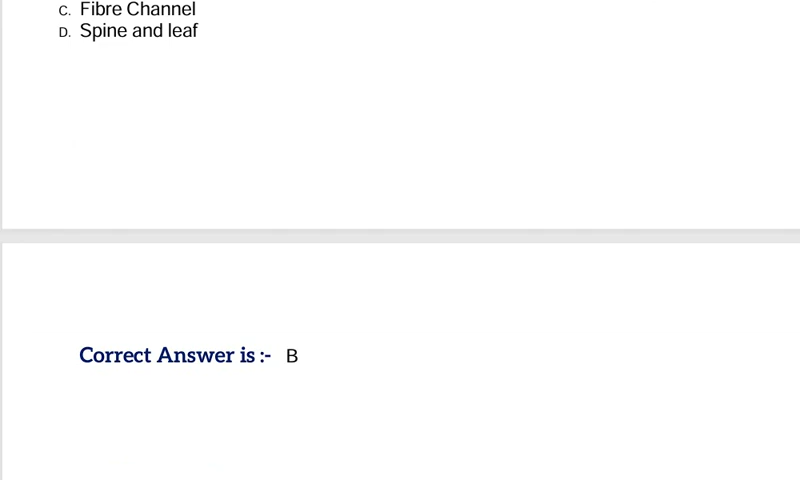 C. Fibre Channel
D. Spine and leaf
Correct Answer is :- B